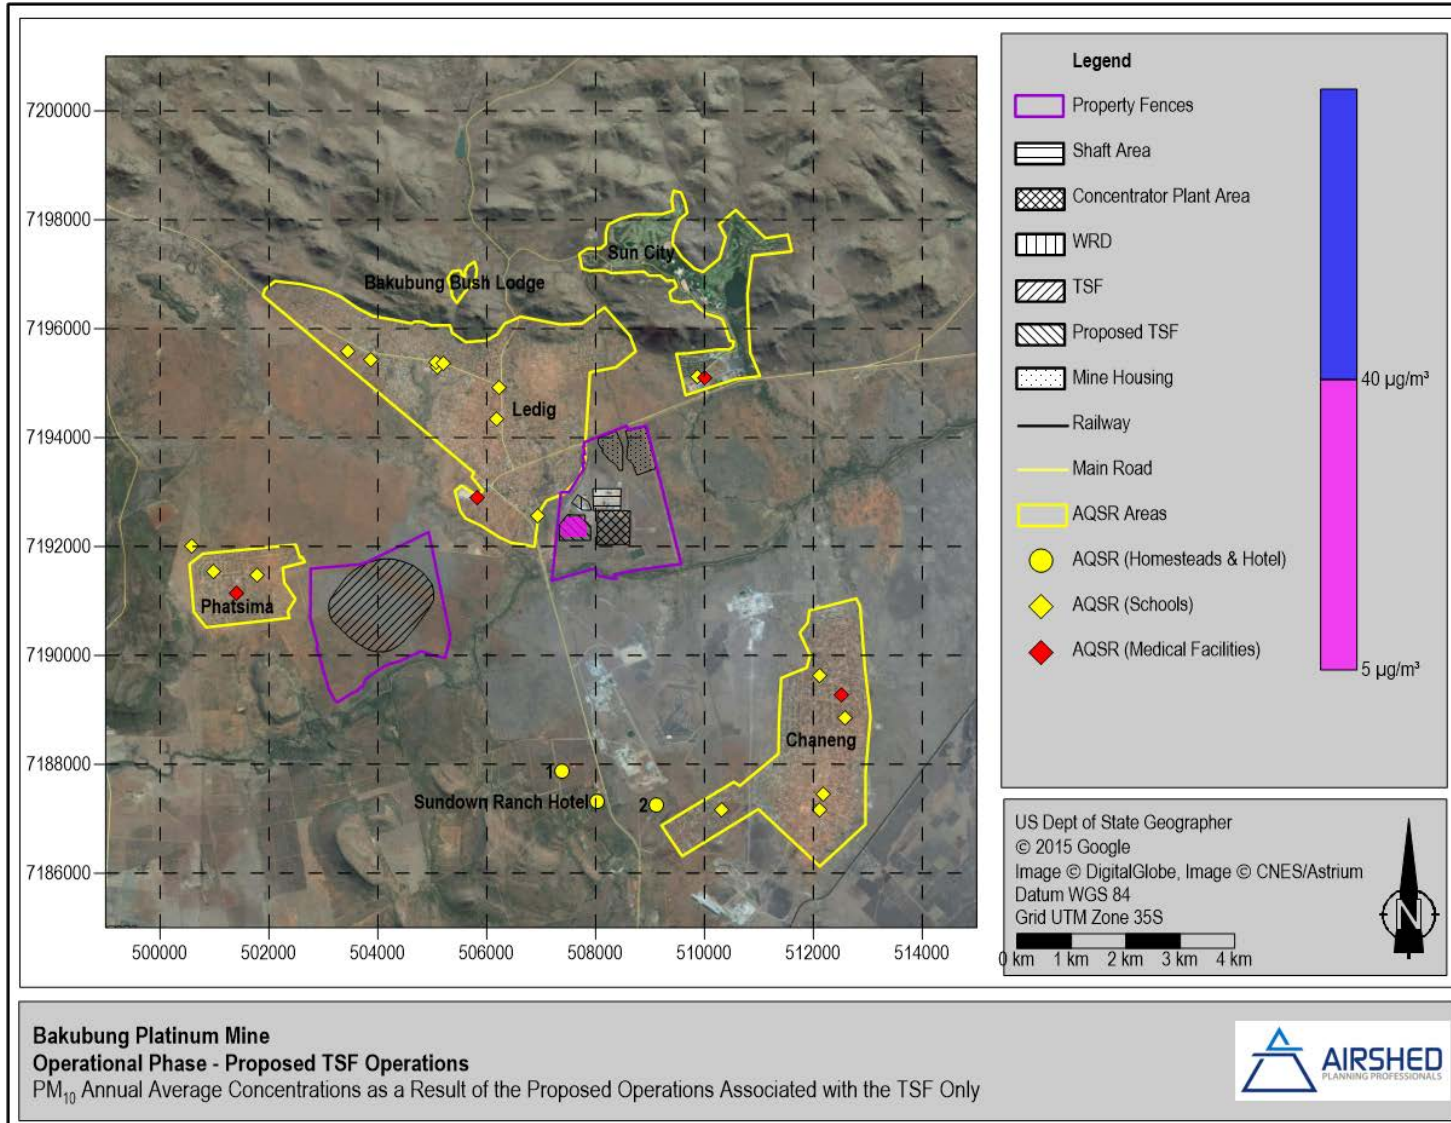 7200000
7198000
7196000
7194000
7192000
7190000
7188000
7186000
500000
502000
504000
506000
508000
510000
512000
514000
Sun City
Bakubung Bush Lodge
Ledig
Phatsima
Chaneng
1
Sundown Ranch Hotel
2
Legend
Property Fences
Shaft Area
Concentrator Plant Area
WRD
TSF
Proposed TSF
Mine Housing
Railway
Main Road
AQSR Areas
AQSR (Homesteads & Hotel)
AQSR (Schools)
AQSR (Medical Facilities)
40 µg/m³
5 µg/m³
US Dept of State Geographer
© 2015 Google
Image © DigitalGlobe, Image © CNES/Astrium
Datum WGS 84
Grid UTM Zone 35S
0 km 1 km 2 km 3 km 4 km
N
Bakubung Platinum Mine
Operational Phase - Proposed TSF Operations
PM₁₀ Annual Average Concentrations as a Result of the Proposed Operations Associated with the TSF Only
AIRSHED
PLANNING PROFESSIONALS